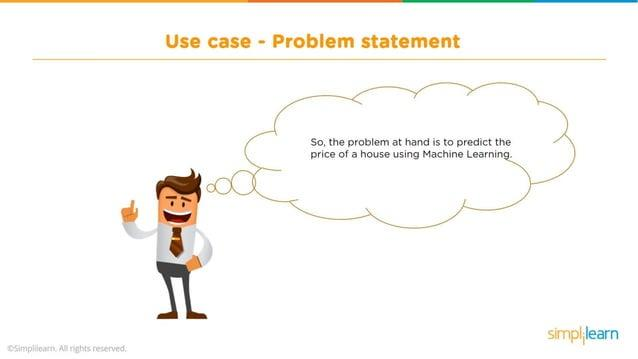 Use case - Problem statement
So, the problem at hand is to predict the
price of a house using Machine Learning.
simplilearn
©Simplilearn. All rights reserved.